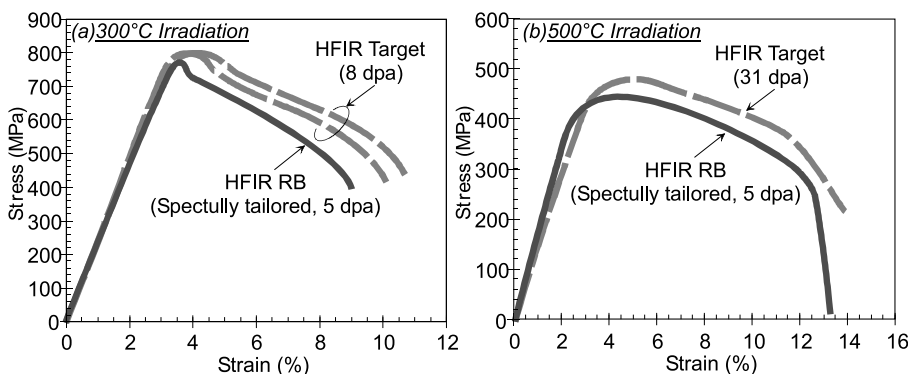 (a)300°C Irradiation
HFIR Target
(8 dpa)
HFIR RB
(Spectully tailored, 5 dpa)
Stress (MPa)
900
800
700
600
500
400
300
200
100
0
0 2 4 6 8 10 12
Strain (%)
(b)500°C Irradiation
HFIR Target
(31 dpa)
HFIR RB
(Spectully tailored, 5 dpa)
Stress (MPa)
600
500
400
300
200
100
0
0 2 4 6 8 10 12 14 16
Strain (%)